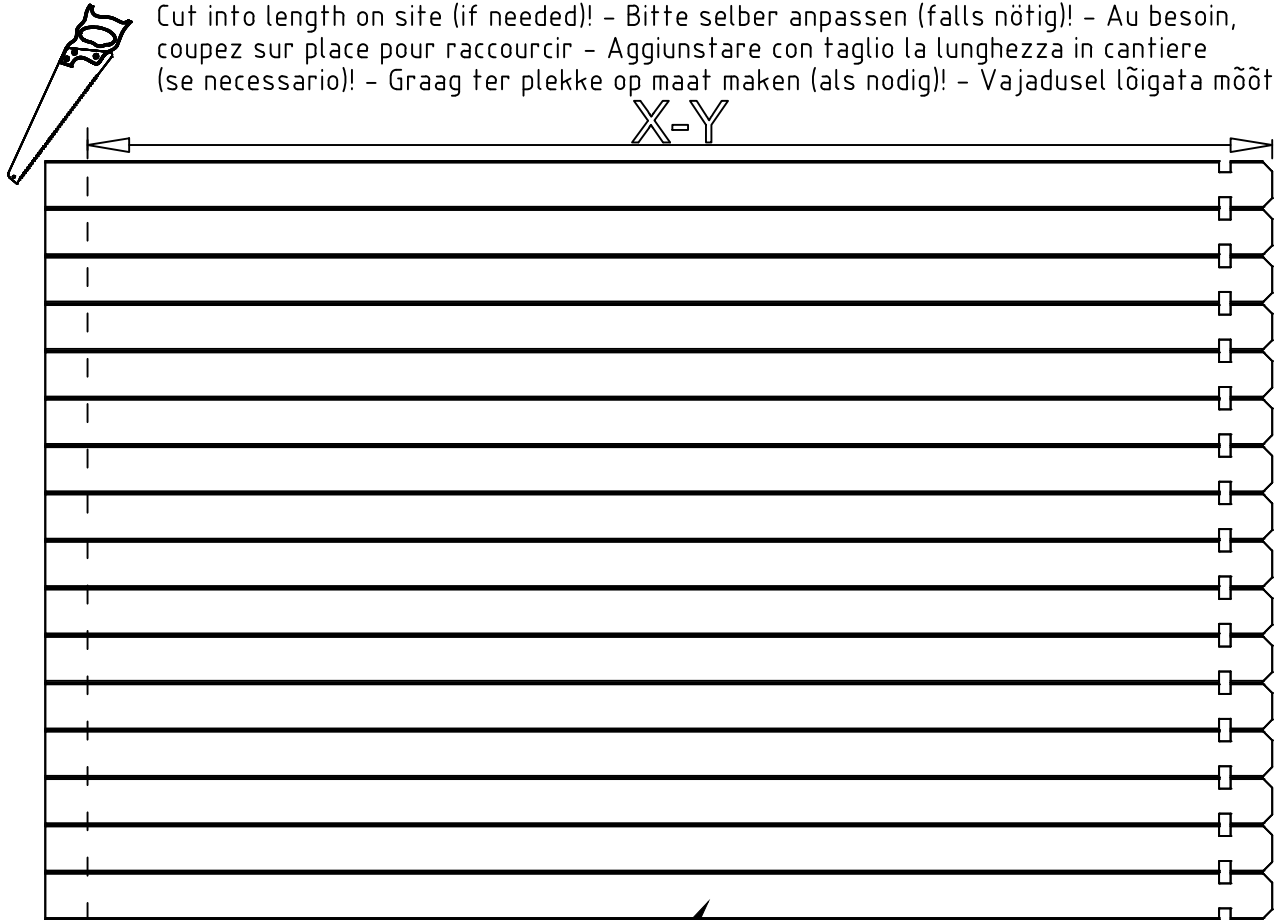 Cut into length on site (if needed)! - Bitte selber anpassen (falls nötig)! - Au besoin,
coupez sur place pour raccourcir - Aggiunstare con taglio la lunghezza in cantiere
(se necessario)! - Graag ter plekke op maat maken (als nodig)! - Vajadusel lõigata mõõt
X-Y